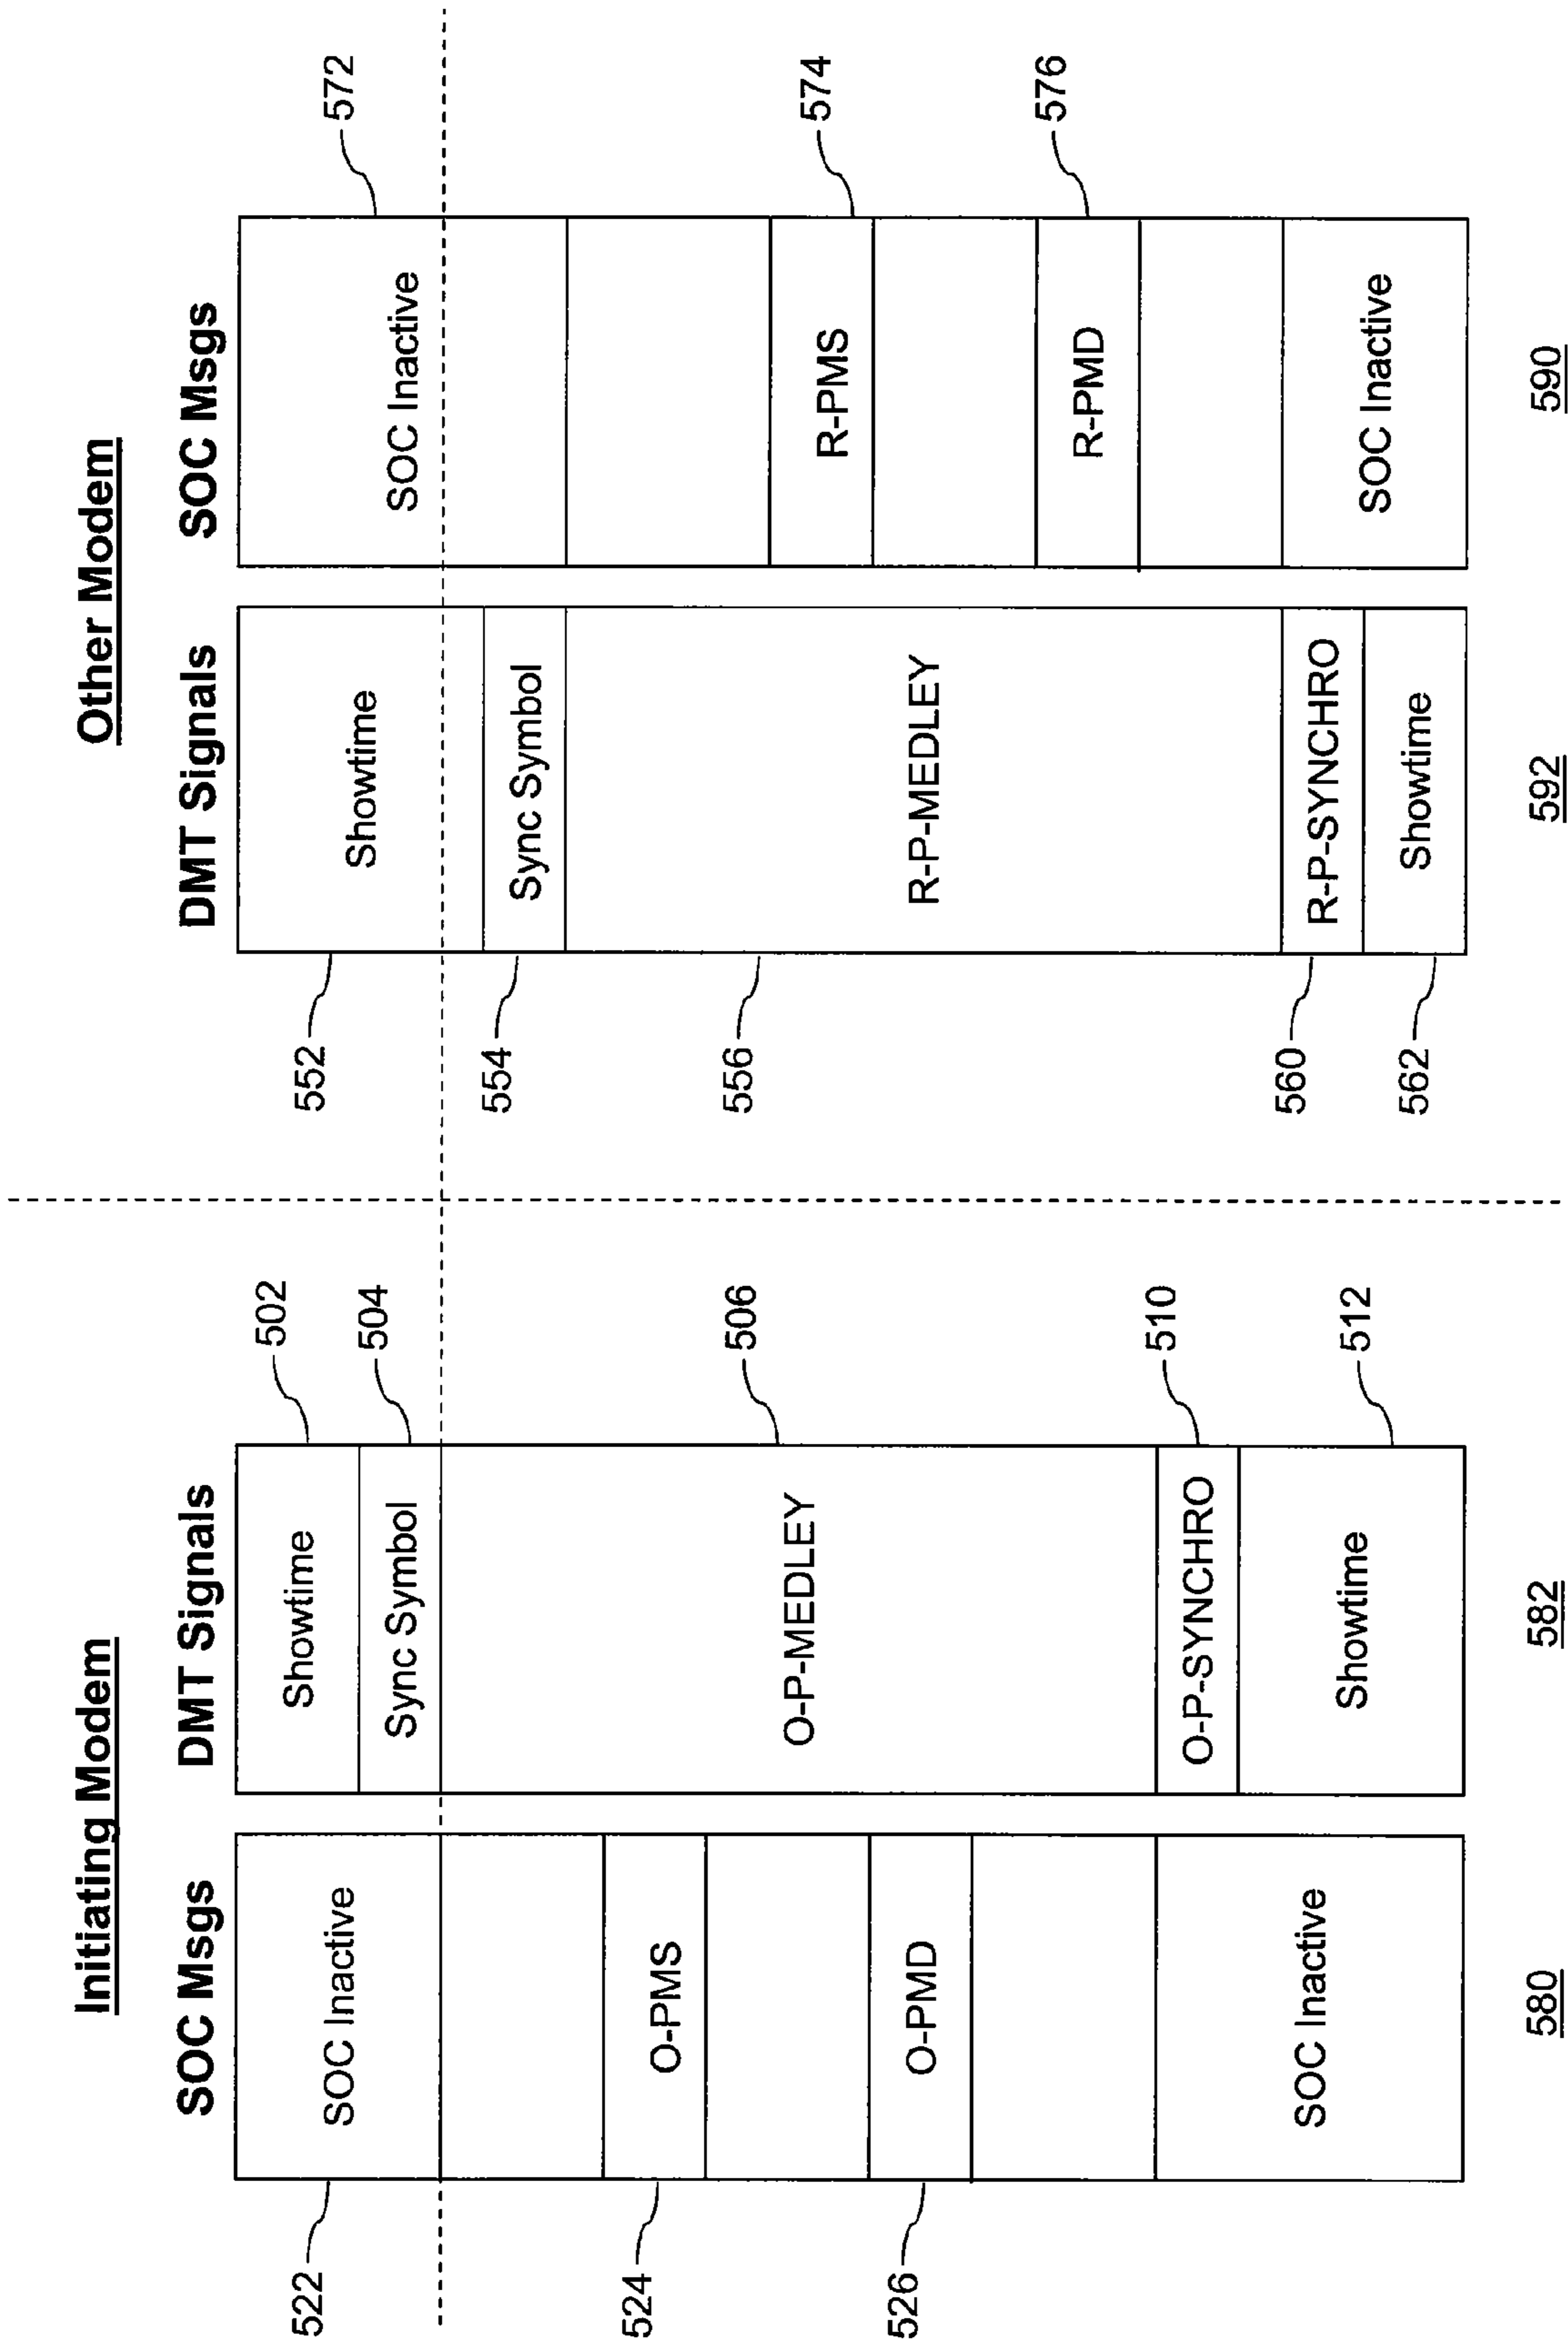 Initiating Modem
Other Modem
SOC Msgs
DMT Signals
DMT Signals
SOC Msgs
522
SOC Inactive
524
O-PMS
526
O-PMD
SOC Inactive
580
Showtime
502
Sync Symbol
504
O-P-MEDLEY
506
O-P-SYNCHRO
510
Showtime
512
582
552
Showtime
554
Sync Symbol
556
R-P-MEDLEY
560
R-P-SYNCHRO
562
Showtime
592
SOC Inactive
572
R-PMS
574
R-PMD
576
SOC Inactive
590